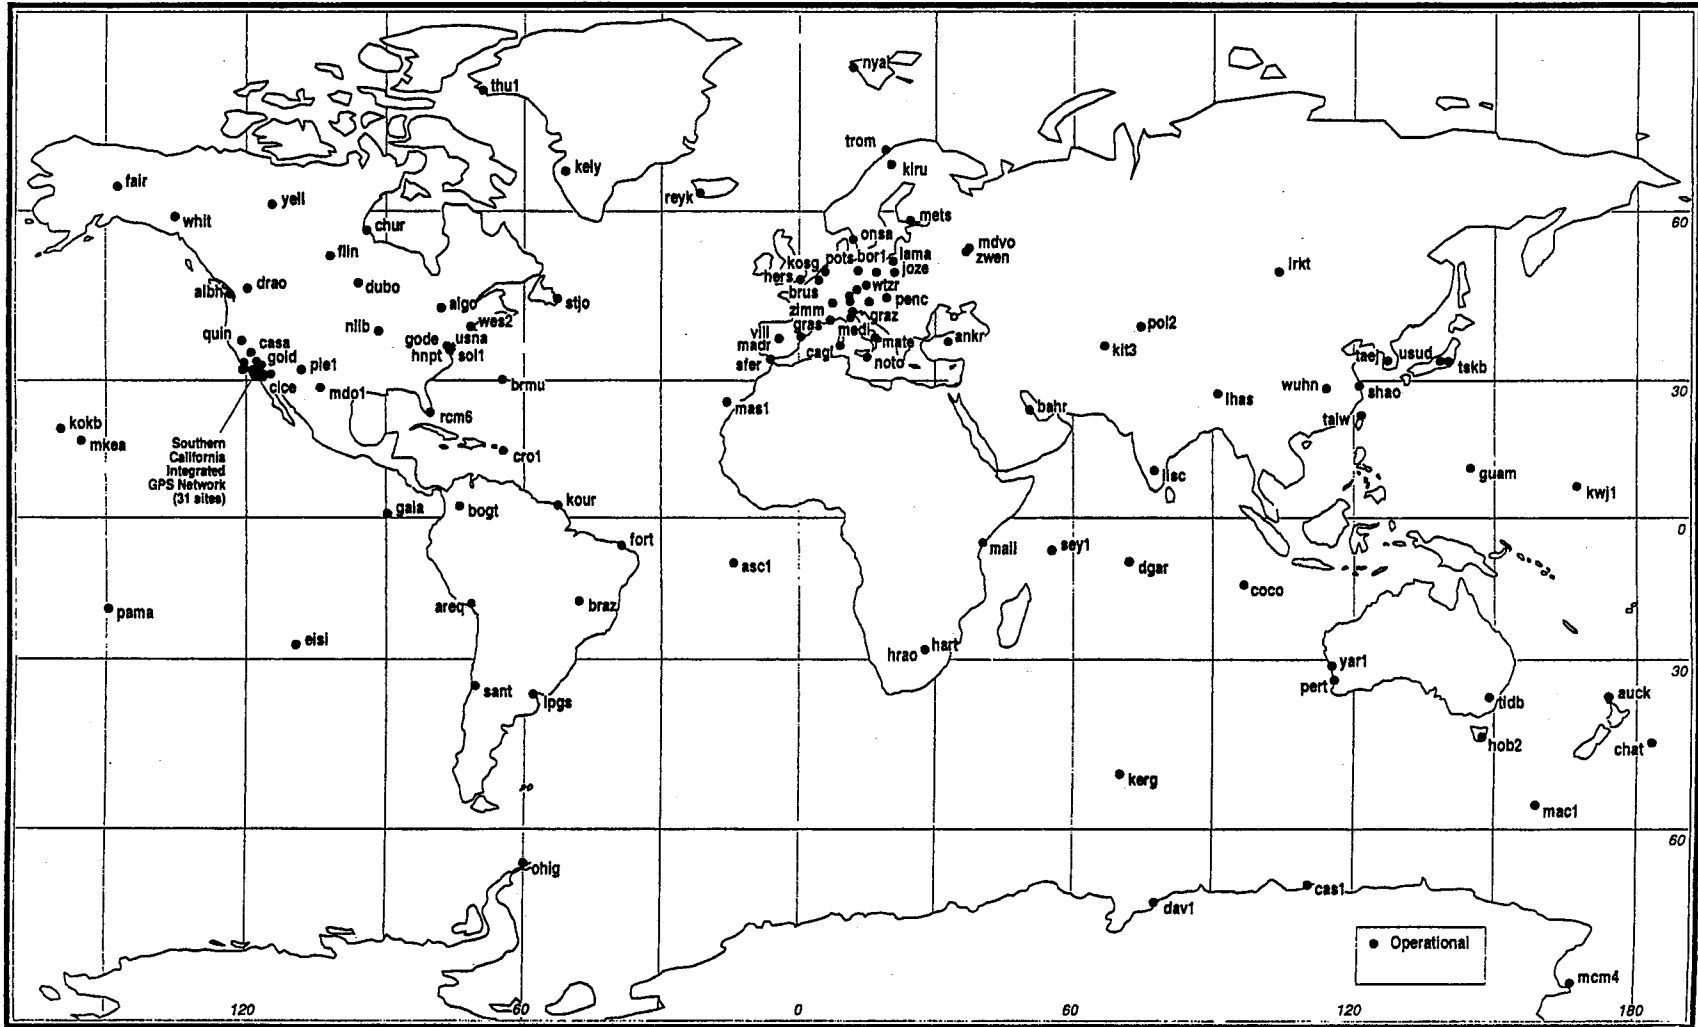 nyal
thu1
trom
kiru
kely
reyk
fair
yell
whit
chur
mets
onsa
mdvo
zwen
flin
kosg
pots
bor1
lama
joze
irkt
hers
drao
dubo
albh
brus
wtzr
penc
algo
stjo
zimm
graz
wes2
gras
medi
pol2
nlib
quin
casa
gode
usna
vill
madr
mate
ankr
kit3
hnpt
sol1
gold
pie1
sfer
cagl
noto
taej
usud
tskb
cice
mdo1
brmu
wuhn
shao
lhas
mas1
bahr
taiw
rcm6
kokb
mkea
Southern
California
Integrated
GPS Network
(31 sites)
cro1
iisc
guam
kwj1
gala
bogt
kour
fort
mali
sey1
asc1
dgar
coco
areq
braz
pama
eisl
hrao
hart
yar1
pert
sant
lpgs
tidb
auck
hob2
chat
kerg
mac1
ohig
cas1
dav1
mcm4
Operational
60
30
0
30
60
120
60
0
60
120
180